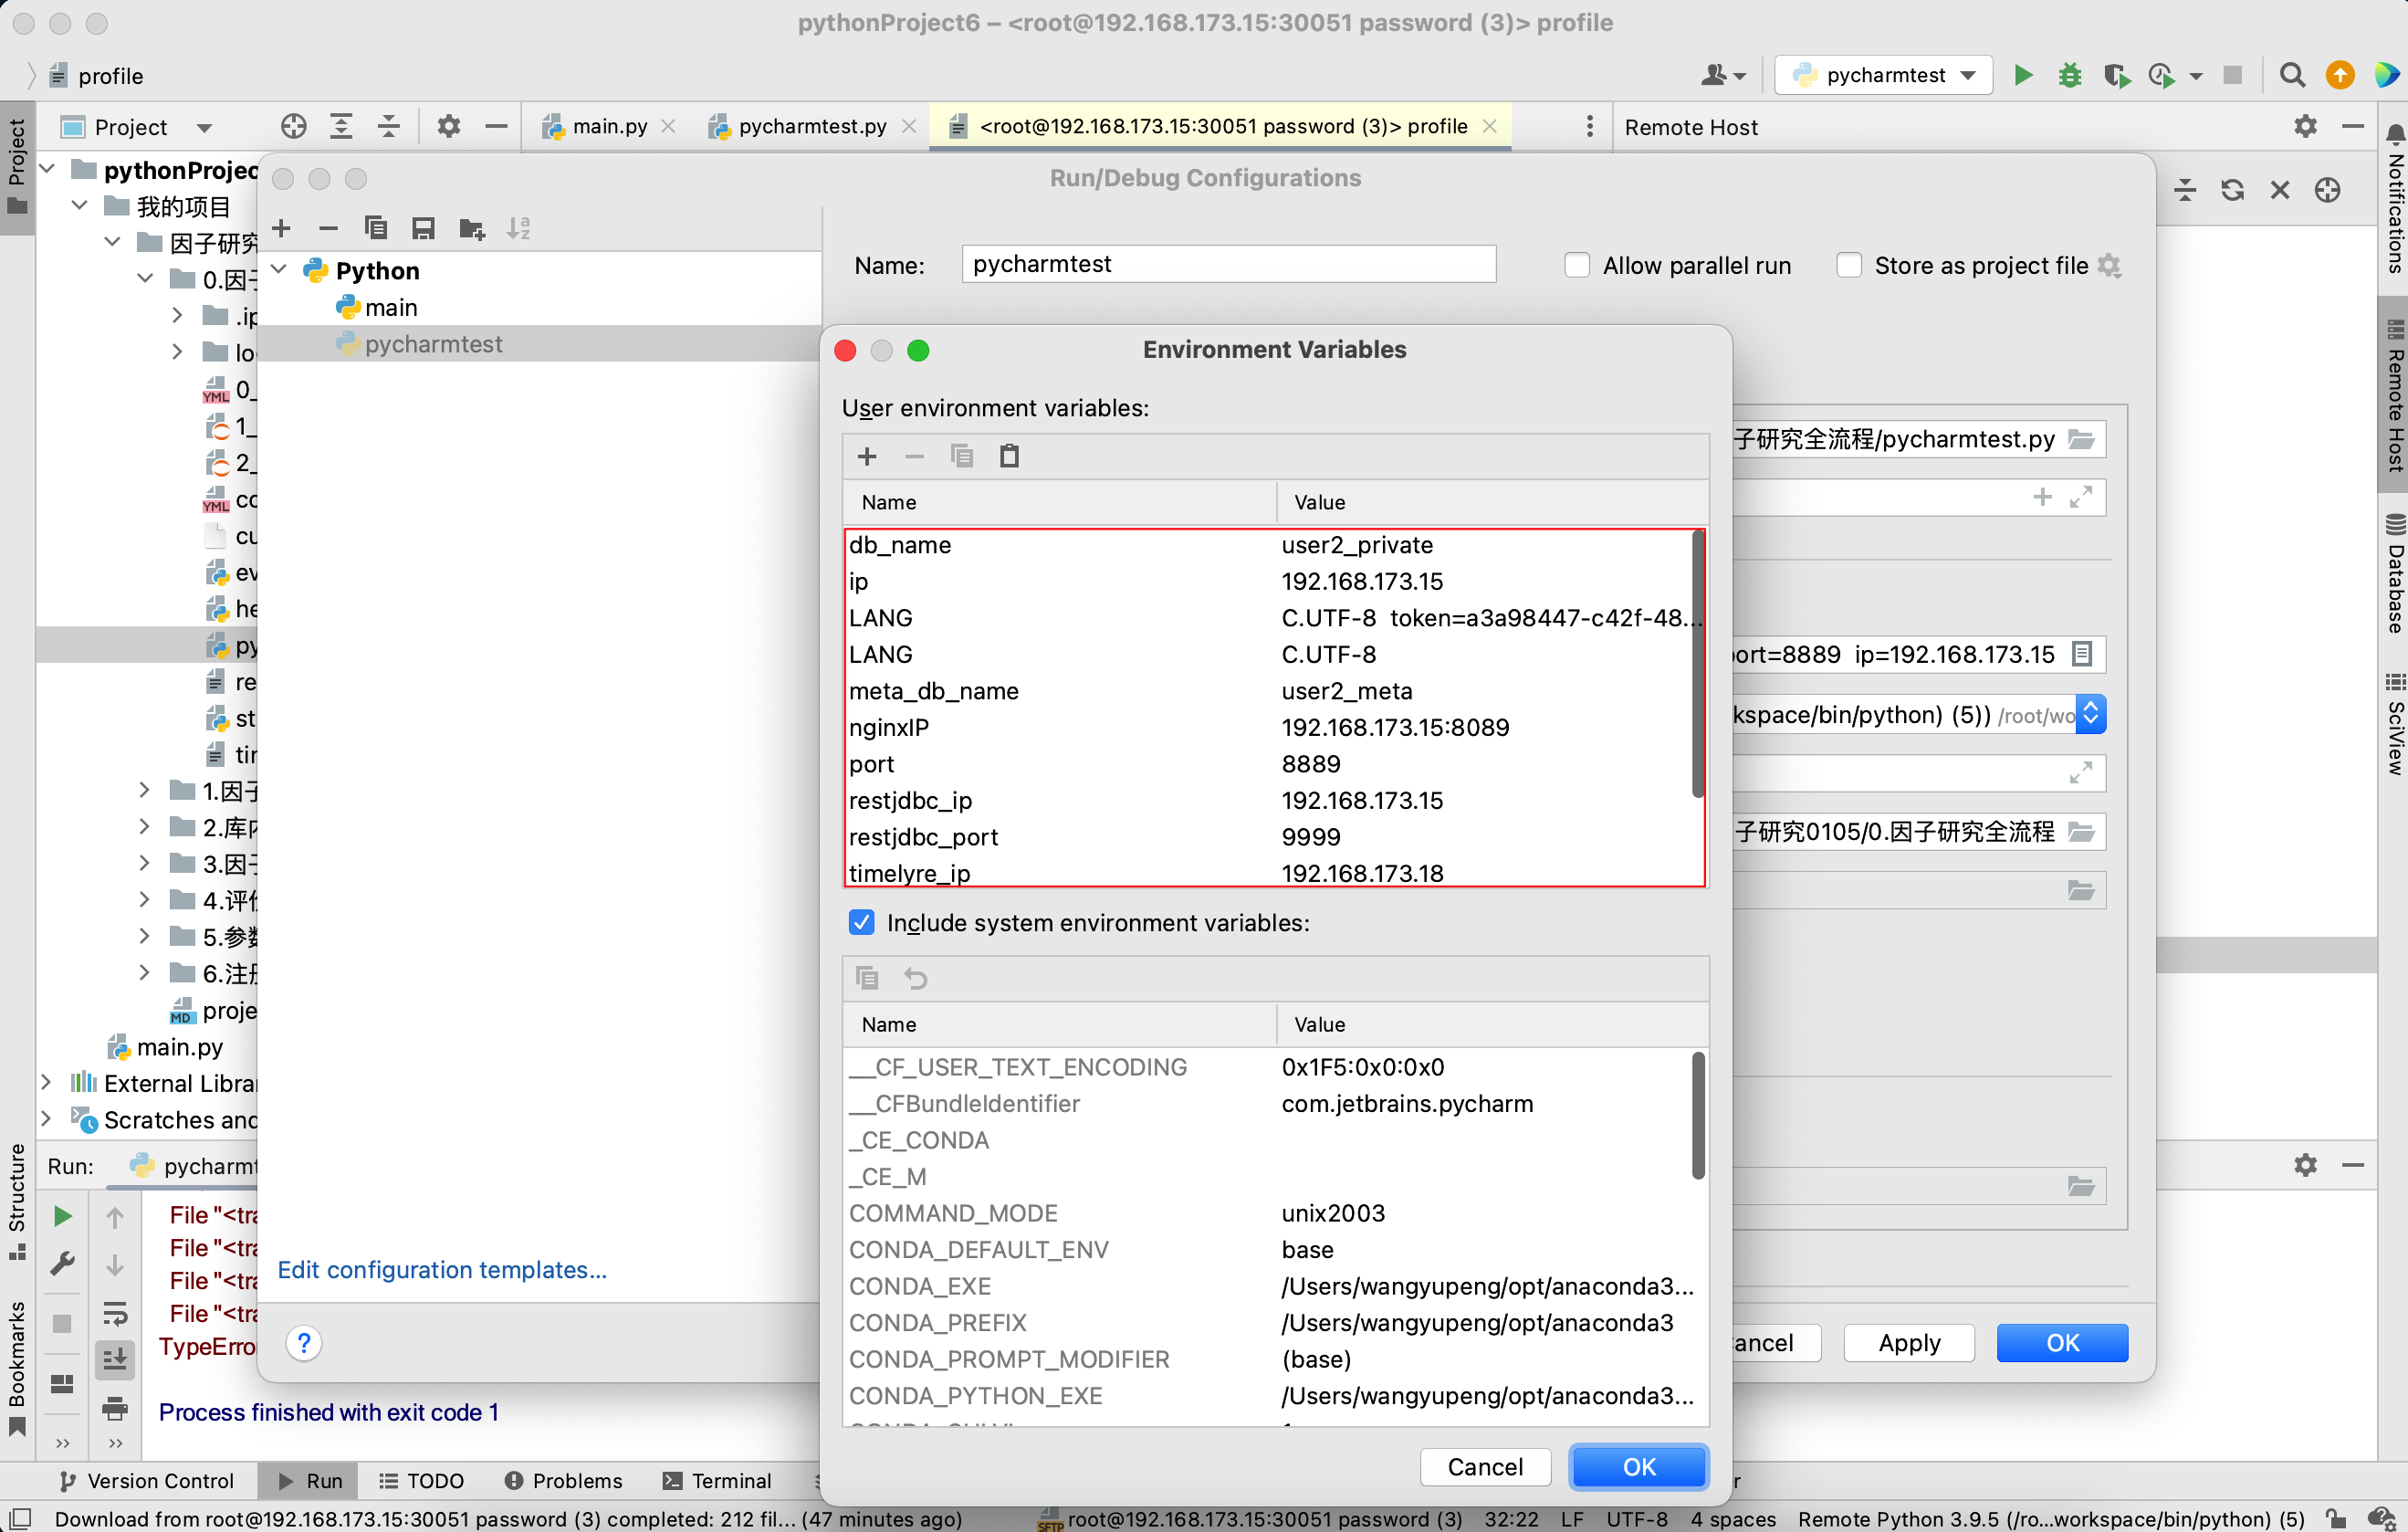 pythonProject6 – <root@192.168.173.15:30051 password (3)> profile
profile
pycharmtest
Project
main.py
pycharmtest.py
<root@192.168.173.15:30051 password (3)> profile
Remote Host
Project
Notifications
Remote Host
Database
SciView
Structure
Bookmarks
pythonProjec
我的项目
因子研究
0.因子
.ip
lo
YML 0_
1_
2_
YML co
cu
ev
he
py
re
st
tir
1.因子
2.库内
3.因子
4.评价
5.参数
6.注册
MD proje
main.py
External Libra
Scratches and
Run/Debug Configurations
Python
main
pycharmtest
Edit configuration templates...
?
Name:
pycharmtest
Allow parallel run
Store as project file
子研究全流程/pycharmtest.py
port=8889 ip=192.168.173.15
kspace/bin/python) (5)) /root/wo
子研究0105/0.因子研究全流程
ancel
Apply
OK
Environment Variables
User environment variables:
Name Value
db_name user2_private
ip 192.168.173.15
LANG C.UTF-8 token=a3a98447-c42f-48...
LANG C.UTF-8
meta_db_name user2_meta
nginxIP 192.168.173.15:8089
port 8889
restjdbc_ip 192.168.173.15
restjdbc_port 9999
timelyre_ip 192.168.173.18
Include system environment variables:
Name Value
__CF_USER_TEXT_ENCODING 0x1F5:0x0:0x0
__CFBundleIdentifier com.jetbrains.pycharm
_CE_CONDA
_CE_M
COMMAND_MODE unix2003
CONDA_DEFAULT_ENV base
CONDA_EXE /Users/wangyupeng/opt/anaconda3...
CONDA_PREFIX /Users/wangyupeng/opt/anaconda3
CONDA_PROMPT_MODIFIER (base)
CONDA_PYTHON_EXE /Users/wangyupeng/opt/anaconda3...
Cancel
OK
Run:
pycharmt
File "<tra
File "<tra
File "<tra
File "<tra
TypeErro
Process finished with exit code 1
Version Control
Run
TODO
Problems
Terminal
Download from root@192.168.173.15:30051 password (3) completed: 212 fil... (47 minutes ago)
SFTP root@192.168.173.15:30051 password (3)
32:22
LF
UTF-8
4 spaces
Remote Python 3.9.5 (/ro...workspace/bin/python) (5)